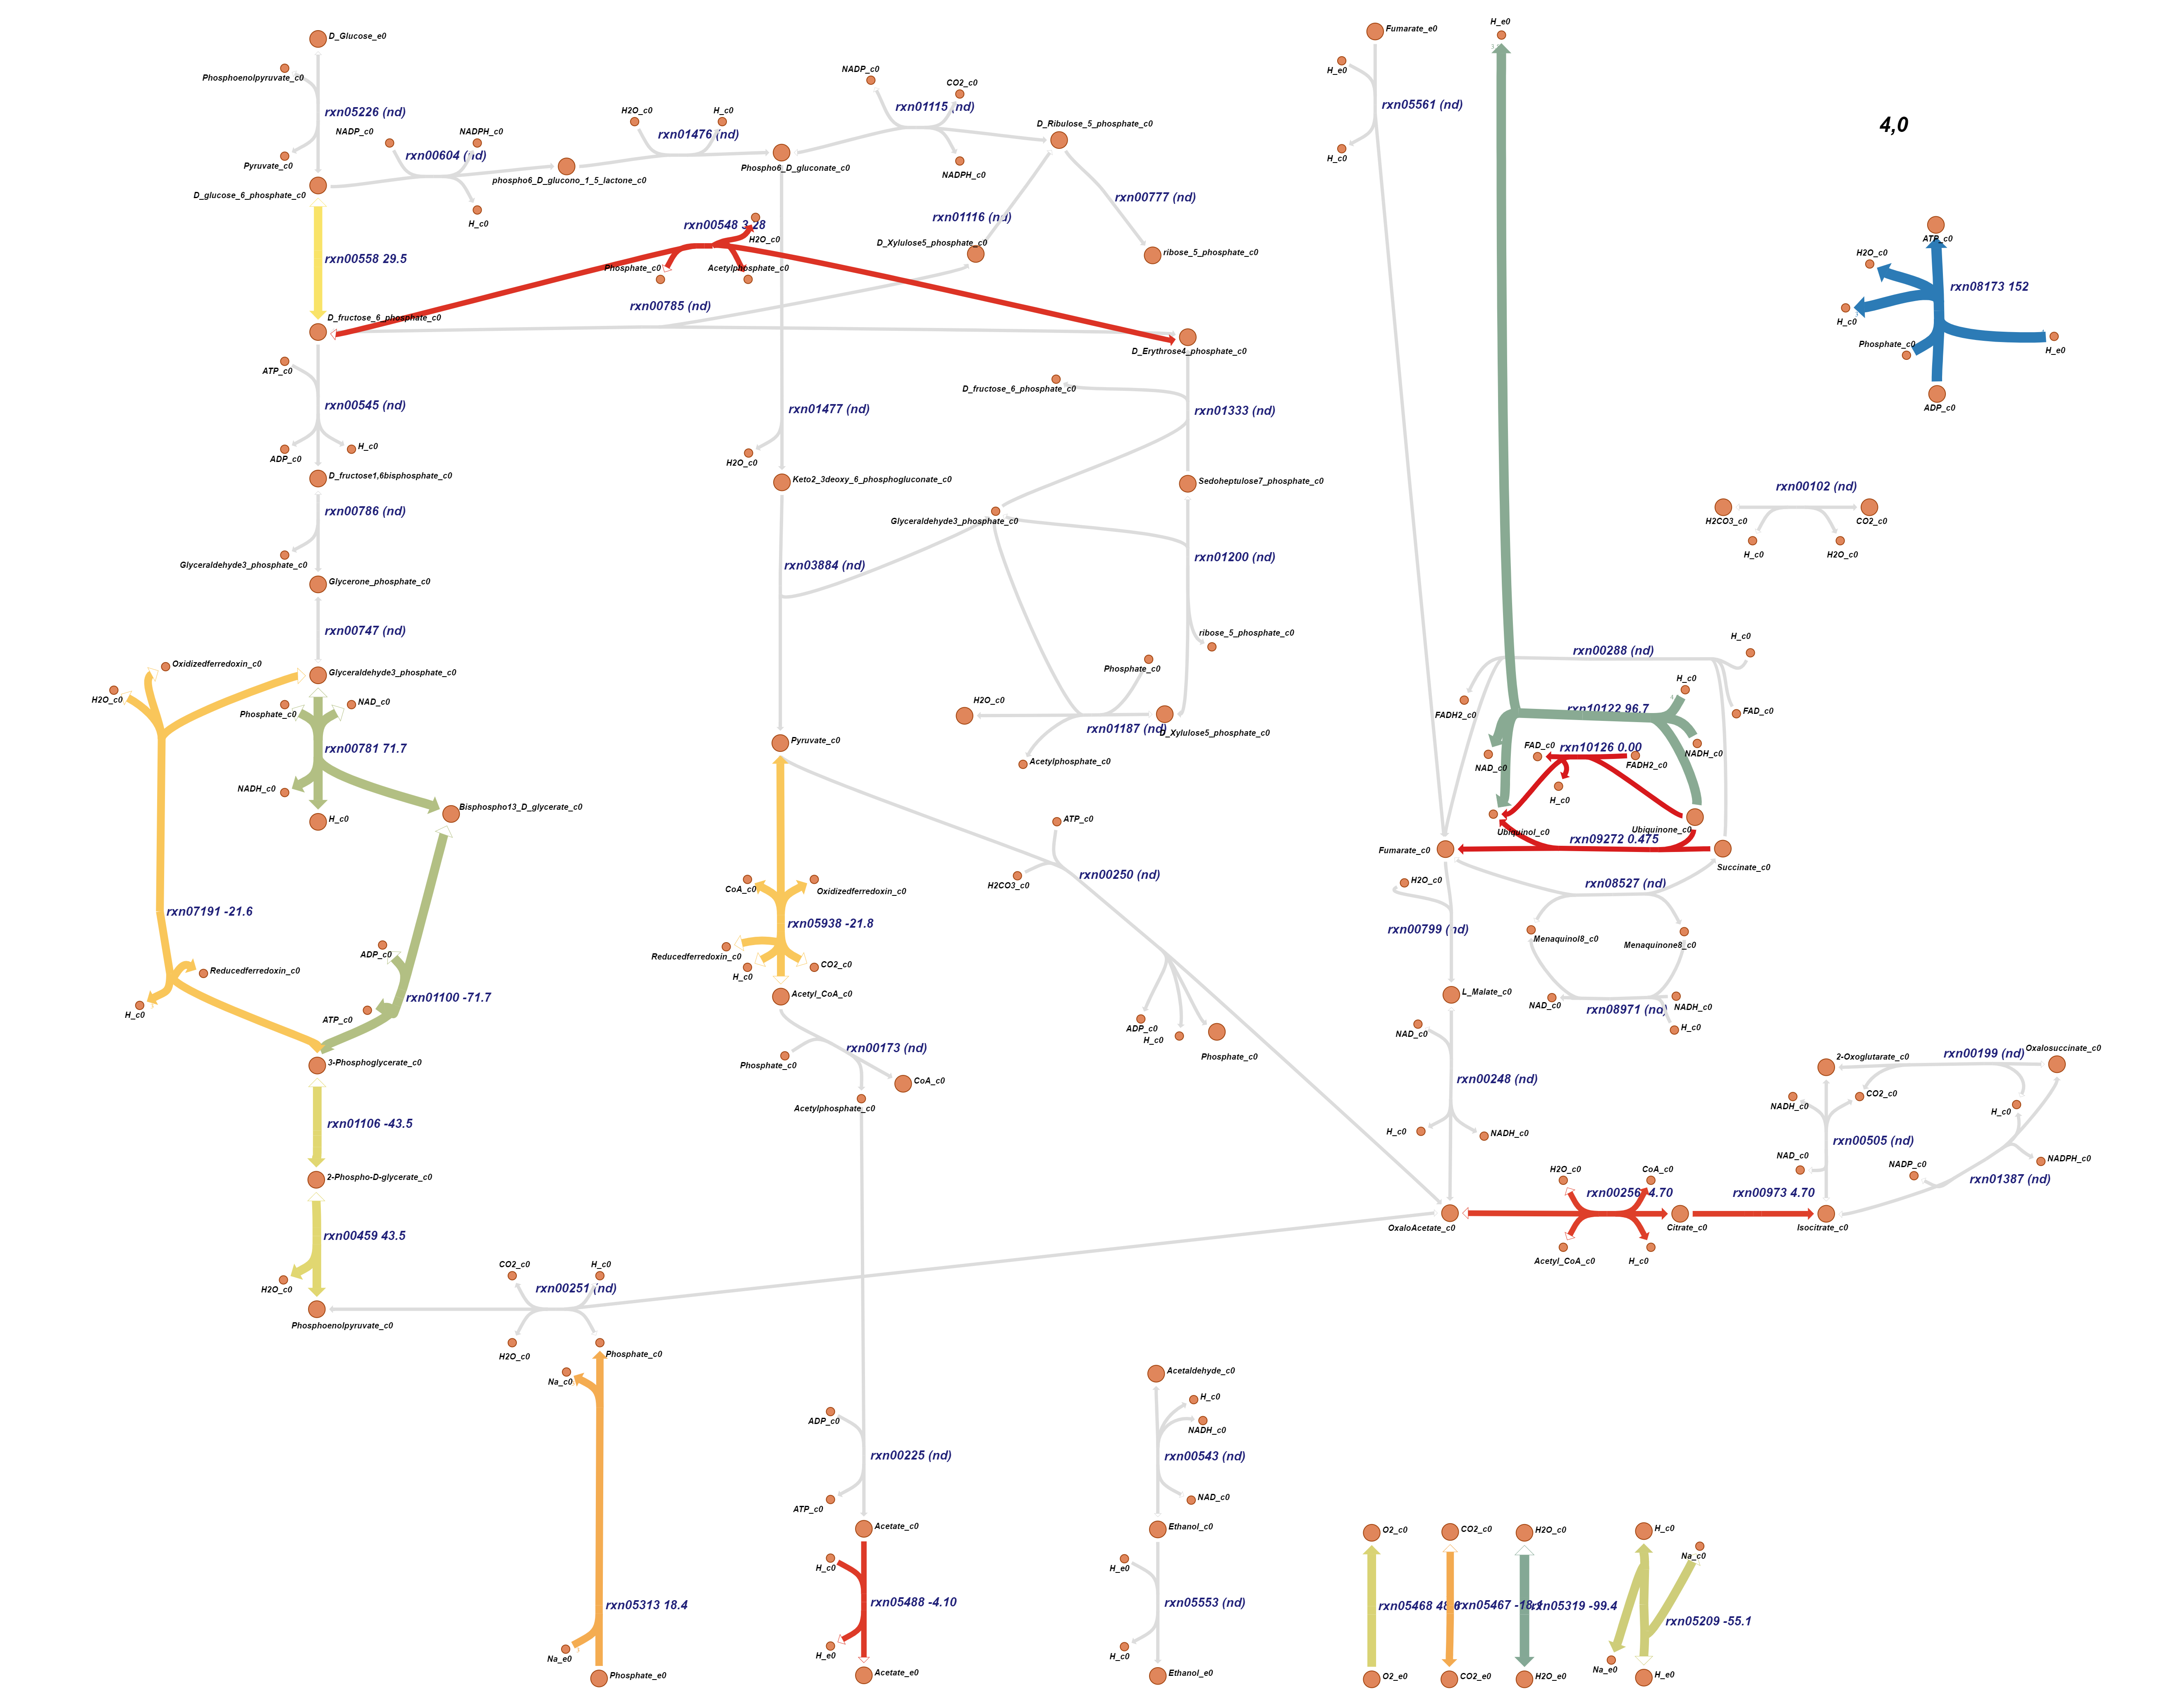 D_Glucose_e0
Phosphoenolpyruvate_c0
rxn05226 (nd)
Pyruvate_c0
D_glucose_6_phosphate_c0
NADP_c0
NADPH_c0
rxn00604 (nd)
H_c0
phospho6_D_glucono_1_5_lactone_c0
H2O_c0
H_c0
rxn01476 (nd)
Phospho6_D_gluconate_c0
NADP_c0
CO2_c0
rxn01115 (nd)
NADPH_c0
D_Ribulose_5_phosphate_c0
rxn00777 (nd)
ribose_5_phosphate_c0
rxn01116 (nd)
D_Xylulose5_phosphate_c0
rxn00548 3.28
H2O_c0
Phosphate_c0
Acetylphosphate_c0
rxn00558 29.5
rxn00785 (nd)
D_fructose_6_phosphate_c0
D_Erythrose4_phosphate_c0
ATP_c0
rxn00545 (nd)
ADP_c0
H_c0
D_fructose1,6bisphosphate_c0
rxn00786 (nd)
Glyceraldehyde3_phosphate_c0
Glycerone_phosphate_c0
rxn00747 (nd)
Glyceraldehyde3_phosphate_c0
D_fructose_6_phosphate_c0
rxn01333 (nd)
rxn01477 (nd)
H2O_c0
Keto2_3deoxy_6_phosphogluconate_c0
Sedoheptulose7_phosphate_c0
Glyceraldehyde3_phosphate_c0
rxn03884 (nd)
rxn01200 (nd)
ribose_5_phosphate_c0
Phosphate_c0
H2O_c0
rxn01187 (nd)
D_Xylulose5_phosphate_c0
Acetylphosphate_c0
Oxidizedferredoxin_c0
H2O_c0
Phosphate_c0
NAD_c0
rxn00781 71.7
NADH_c0
H_c0
Bisphospho13_D_glycerate_c0
rxn07191 -21.6
ADP_c0
Reducedferredoxin_c0
rxn01100 -71.7
H_c0
ATP_c0
3-Phosphoglycerate_c0
rxn01106 -43.5
2-Phospho-D-glycerate_c0
rxn00459 43.5
H2O_c0
Phosphoenolpyruvate_c0
Pyruvate_c0
CoA_c0
Oxidizedferredoxin_c0
rxn05938 -21.8
Reducedferredoxin_c0
H_c0
CO2_c0
Acetyl_CoA_c0
rxn00173 (nd)
Phosphate_c0
CoA_c0
Acetylphosphate_c0
ATP_c0
H2CO3_c0
rxn00250 (nd)
ADP_c0
H_c0
Phosphate_c0
CO2_c0
H_c0
rxn00251 (nd)
H2O_c0
Phosphate_c0
Na_c0
rxn05313 18.4
Na_e0
Phosphate_e0
ADP_c0
rxn00225 (nd)
ATP_c0
Acetate_c0
H_c0
rxn05488 -4.10
H_e0
Acetate_e0
Acetaldehyde_c0
H_c0
NADH_c0
rxn00543 (nd)
NAD_c0
Ethanol_c0
H_e0
rxn05553 (nd)
H_c0
Ethanol_e0
Fumarate_e0
H_e0
rxn05561 (nd)
H_c0
H_e0
3
4,0
ATP_c0
H2O_c0
rxn08173 152
H_c0
Phosphate_c0
H_e0
ADP_c0
rxn00102 (nd)
H2CO3_c0
CO2_c0
H_c0
H2O_c0
H_c0
rxn00288 (nd)
H_c0
4
FADH2_c0
rxn10122 96.7
FAD_c0
FAD_c0
rxn10126 0.00
NADH_c0
NAD_c0
FADH2_c0
H_c0
Ubiquinol_c0
Ubiquinone_c0
rxn09272 0.475
Fumarate_c0
Succinate_c0
H2O_c0
rxn08527 (nd)
rxn00799 (nd)
Menaquinol8_c0
Menaquinone8_c0
L_Malate_c0
NAD_c0
NADH_c0
rxn08971 (nd)
H_c0
NAD_c0
rxn00248 (nd)
H_c0
NADH_c0
2-Oxoglutarate_c0
rxn00199 (nd)
Oxalosuccinate_c0
NADH_c0
CO2_c0
H_c0
rxn00505 (nd)
NAD_c0
NADP_c0
NADPH_c0
rxn01387 (nd)
H2O_c0
CoA_c0
rxn00256 4.70
rxn00973 4.70
OxaloAcetate_c0
Citrate_c0
Isocitrate_c0
Acetyl_CoA_c0
H_c0
O2_c0
CO2_c0
H2O_c0
H_c0
Na_c0
rxn05468
rxn05467
rxn05319 -99.4
rxn05209 -55.1
Na_e0
O2_e0
CO2_e0
H2O_e0
H_e0